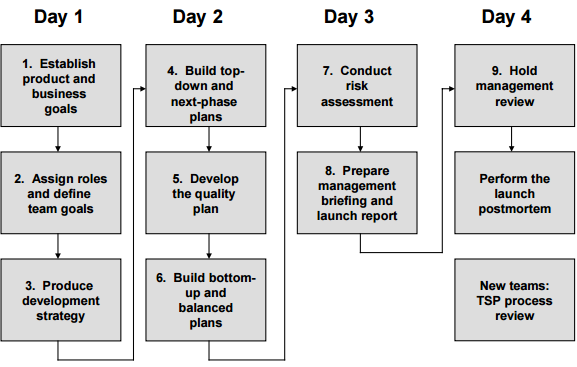 Day 1
1. Establish
product and
business
goals
2. Assign roles
and define
team goals
3. Produce
development
strategy
Day 2
4. Build top-
down and
next-phase
plans
5. Develop
the quality
plan
6. Build bottom-
up and
balanced
plans
Day 3
7. Conduct
risk
assessment
8. Prepare
management
briefing and
launch report
Day 4
9. Hold
management
review
Perform the
launch
postmortem
New teams:
TSP process
review